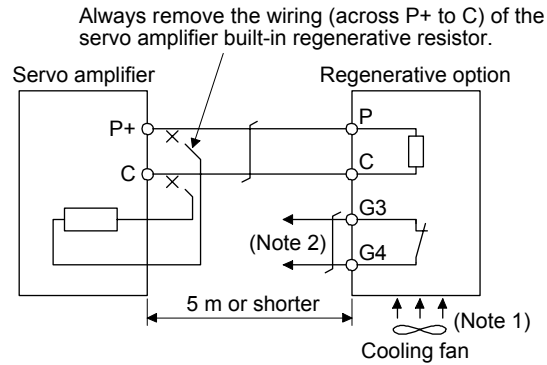 Always remove the wiring (across P+ to C) of the
servo amplifier built-in regenerative resistor.
Servo amplifier
Regenerative option
P+
P
C
C
G3
(Note 2)
G4
5 m or shorter
(Note 1)
Cooling fan